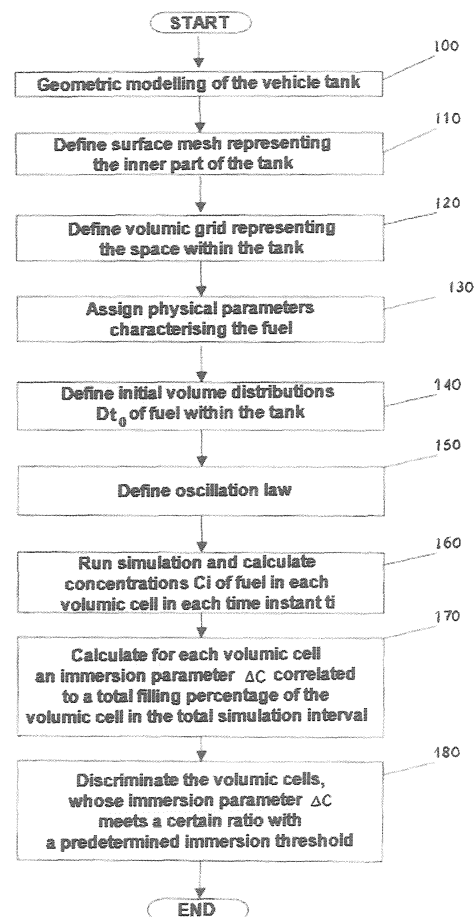 START
100
Geometric modelling of the vehicle tank
110
Define surface mesh representing
the inner part of the tank
120
Define volumic grid representing
the space within the tank
130
Assign physical parameters
characterising the fuel
140
Define initial volume distributions
Dt0 of fuel within the tank
150
Define oscillation law
160
Run simulation and calculate
concentrations Ci of fuel in each
volumic cell in each time instant ti
170
Calculate for each volumic cell
an immersion parameter ΔC correlated
to a total filling percentage of the
volumic cell in the total simulation interval
180
Discriminate the volumic cells,
whose immersion parameter ΔC
meets a certain ratio with
a predetermined immersion threshold
END